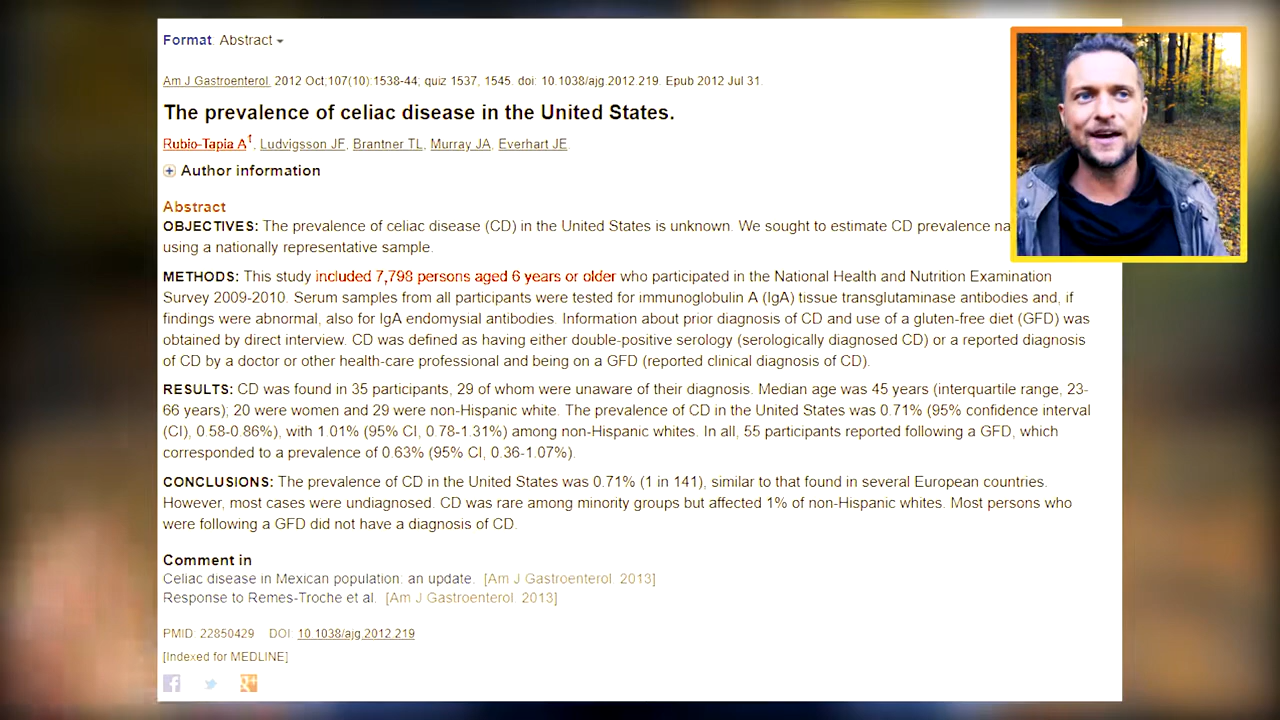 Format: Abstract
Am J Gastroenterol. 2012 Oct;107(10):1538-44; quiz 1537, 1545. doi: 10.1038/ajg.2012.219. Epub 2012 Jul 31.
The prevalence of celiac disease in the United States.
Rubio-Tapia A1, Ludvigsson JF, Brantner TL, Murray JA, Everhart JE.
Author information
Abstract
OBJECTIVES: The prevalence of celiac disease (CD) in the United States is unknown. We sought to estimate CD prevalence
using a nationally representative sample.
METHODS: This study included 7,798 persons aged 6 years or older who participated in the National Health and Nutrition Examination
Survey 2009-2010. Serum samples from all participants were tested for immunoglobulin A (IgA) tissue transglutaminase antibodies and, if
findings were abnormal, also for IgA endomysial antibodies. Information about prior diagnosis of CD and use of a gluten-free diet (GFD) was
obtained by direct interview. CD was defined as having either double-positive serology (serologically diagnosed CD) or a reported diagnosis
of CD by a doctor or other health-care professional and being on a GFD (reported clinical diagnosis of CD).
RESULTS: CD was found in 35 participants, 29 of whom were unaware of their diagnosis. Median age was 45 years (interquartile range, 23-
66 years); 20 were women and 29 were non-Hispanic white. The prevalence of CD in the United States was 0.71% (95% confidence interval
(CI), 0.58-0.86%), with 1.01% (95% CI, 0.78-1.31%) among non-Hispanic whites. In all, 55 participants reported following a GFD, which
corresponded to a prevalence of 0.63% (95% CI, 0.36-1.07%).
CONCLUSIONS: The prevalence of CD in the United States was 0.71% (1 in 141), similar to that found in several European countries.
However, most cases were undiagnosed. CD was rare among minority groups but affected 1% of non-Hispanic whites. Most persons who
were following a GFD did not have a diagnosis of CD.
Comment in
Celiac disease in Mexican population: an update. [Am J Gastroenterol. 2013]
Response to Remes-Troche et al. [Am J Gastroenterol. 2013]
PMID: 22850429 DOI: 10.1038/ajg.2012.219
[Indexed for MEDLINE]